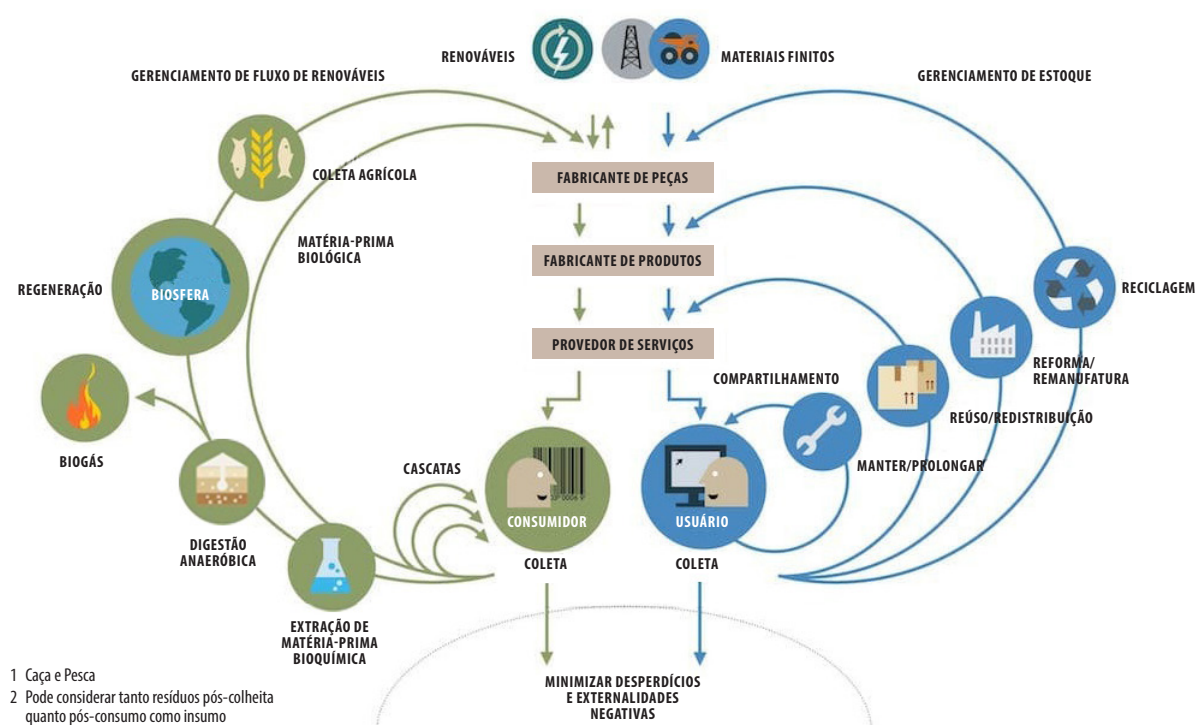 RENOVÁVEIS
MATERIAIS FINITOS
GERENCIAMENTO DE FLUXO DE RENOVÁVEIS
GERENCIAMENTO DE ESTOQUE
COLETA AGRÍCOLA
FABRICANTE DE PEÇAS
MATÉRIA-PRIMA
BIOLÓGICA
FABRICANTE DE PRODUTOS
REGENERAÇÃO
BIOSFERA
RECICLAGEM
PROVEDOR DE SERVIÇOS
REFORMA/
REMANUFATURA
COMPARTILHAMENTO
REÚSO/REDISTRIBUIÇÃO
BIOGÁS
CASCATAS
MANTER/PROLONGAR
CONSUMIDOR
USUÁRIO
DIGESTÃO
ANAERÓBICA
COLETA
COLETA
EXTRAÇÃO DE
MATÉRIA-PRIMA
BIOQUÍMICA
MINIMIZAR DESPERDÍCIOS
E EXTERNALIDADES
NEGATIVAS
1 Caça e Pesca
2 Pode considerar tanto resíduos pós-colheita
quanto pós-consumo como insumo